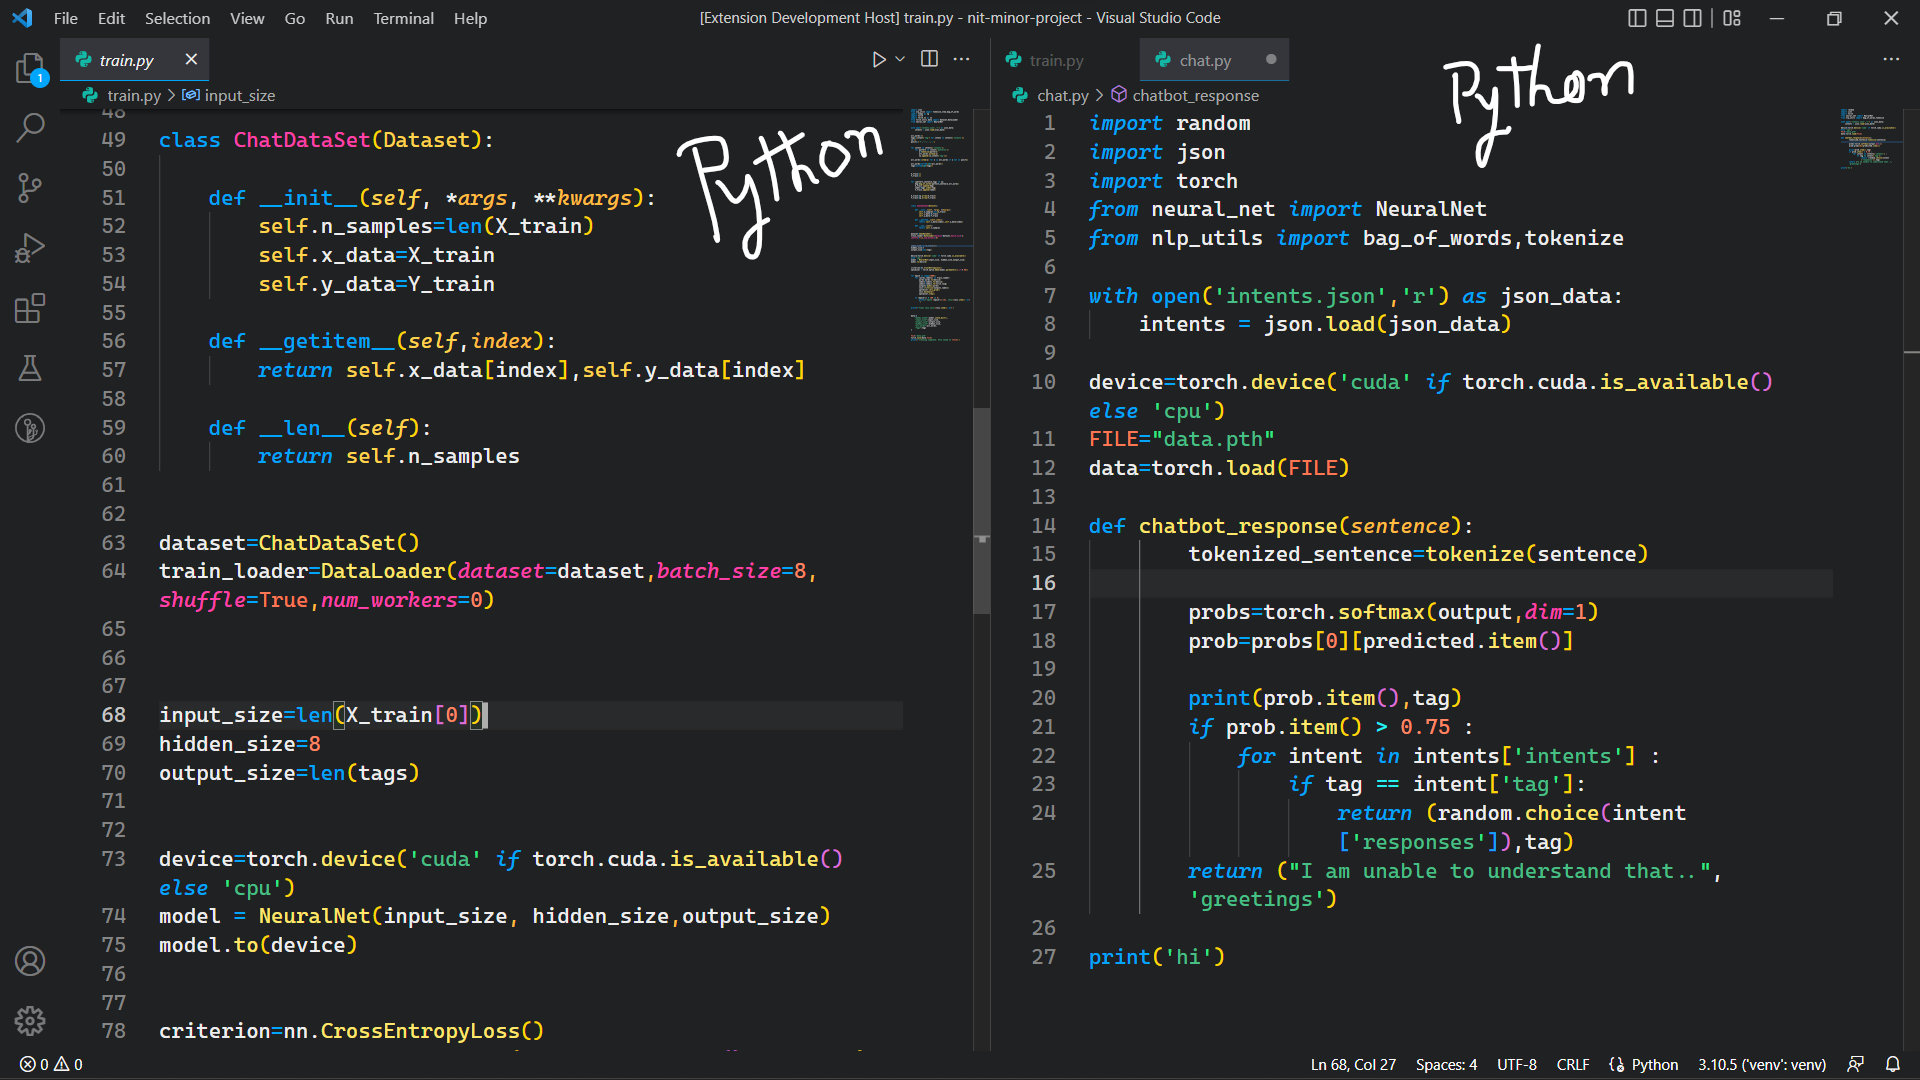 File Edit Selection View Go Run Terminal Help
[Extension Development Host] train.py - nit-minor-project - Visual Studio Code
1
train.py
train.py > input_size
Python
48
49 class ChatDataSet(Dataset):
50
51 def __init__(self, *args, **kwargs):
52 self.n_samples=len(X_train)
53 self.x_data=X_train
54 self.y_data=Y_train
55
56 def __getitem__(self,index):
57 return self.x_data[index],self.y_data[index]
58
59 def __len__(self):
60 return self.n_samples
61
62
63 dataset=ChatDataSet()
64 train_loader=DataLoader(dataset=dataset,batch_size=8,
shuffle=True,num_workers=0)
65
66
67
68 input_size=len(X_train[0])
69 hidden_size=8
70 output_size=len(tags)
71
72
73 device=torch.device('cuda' if torch.cuda.is_available()
else 'cpu')
74 model = NeuralNet(input_size, hidden_size,output_size)
75 model.to(device)
76
77
78 criterion=nn.CrossEntropyLoss()
train.py chat.py
chat.py > chatbot_response
Python
1 import random
2 import json
3 import torch
4 from neural_net import NeuralNet
5 from nlp_utils import bag_of_words,tokenize
6
7 with open('intents.json','r') as json_data:
8 intents = json.load(json_data)
9
10 device=torch.device('cuda' if torch.cuda.is_available()
else 'cpu')
11 FILE="data.pth"
12 data=torch.load(FILE)
13
14 def chatbot_response(sentence):
15 tokenized_sentence=tokenize(sentence)
16
17 probs=torch.softmax(output,dim=1)
18 prob=probs[0][predicted.item()]
19
20 print(prob.item(),tag)
21 if prob.item() > 0.75 :
22 for intent in intents['intents'] :
23 if tag == intent['tag']:
24 return (random.choice(intent
['responses']),tag)
25 return ("I am unable to understand that..",
'greetings')
26
27 print('hi')
0 0
Ln 68, Col 27 Spaces: 4 UTF-8 CRLF Python 3.10.5 ('venv': venv)